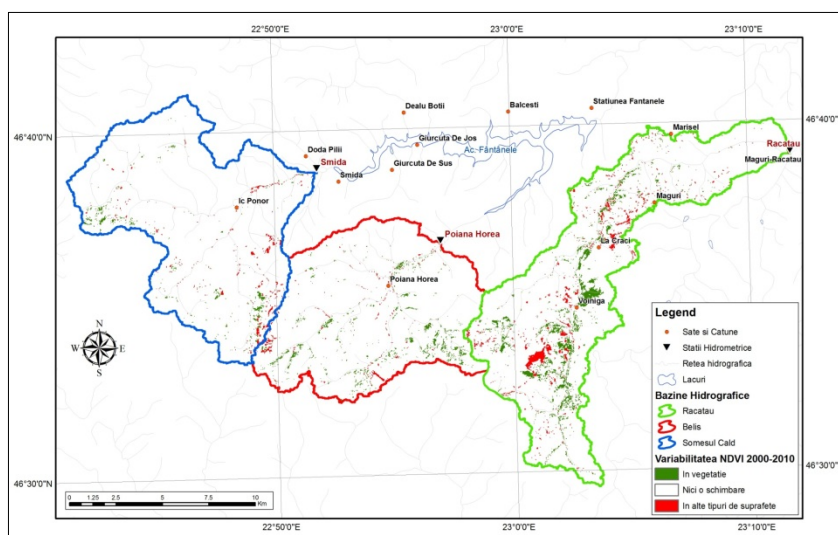 22°50'0"E
23°0'0"E
23°10'0"E
46°40'0"N
46°40'0"N
Dealu Botii
Balcesti
Statiunea Fantanele
Marisel
Racatau
Maguri-Racatau
Giurcuta De Jos
Ac. Fântânele
Doda Pilii
Smida
Giurcuta De Sus
Smida
Ic Ponor
Maguri
Poiana Horea
La Craci
Poiana Horea
Voiniga
N
W
E
S
Legend
Sate si Catune
Statii Hidrometrice
Retea hidrografica
Lacuri
Bazine Hidrografice
Racatau
Belis
Somesul Cald
Variabilitatea NDVI 2000-2010
In vegetatie
Nici o schimbare
In alte tipuri de suprafete
46°30'0"N
46°30'0"N
0 1.25 2.5 5 7.5 10
Km
22°50'0"E
23°0'0"E
23°10'0"E